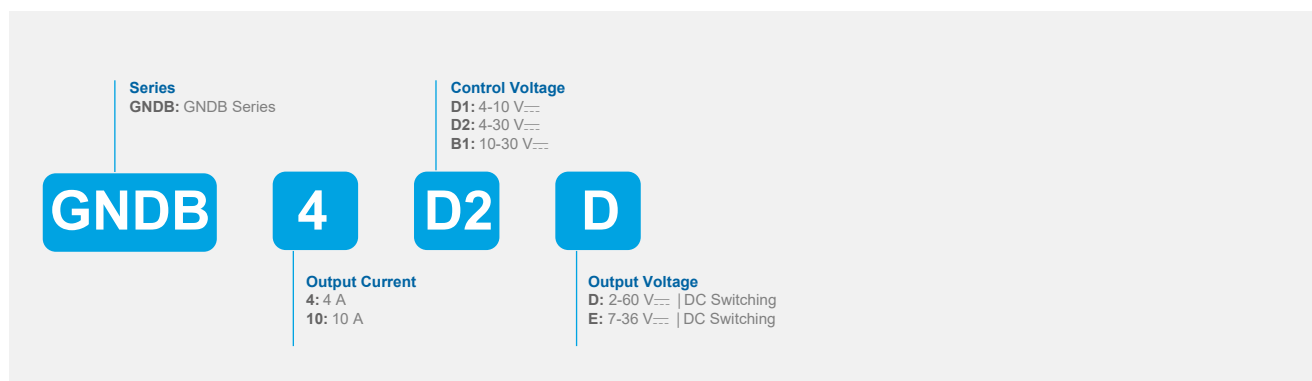 Series
GNDB: GNDB Series
Control Voltage
D1: 4-10 V⎓
D2: 4-30 V⎓
B1: 10-30 V⎓
GNDB 4 D2 D
Output Current
4: 4 A
10: 10 A
Output Voltage
D: 2-60 V⎓ | DC Switching
E: 7-36 V⎓ | DC Switching